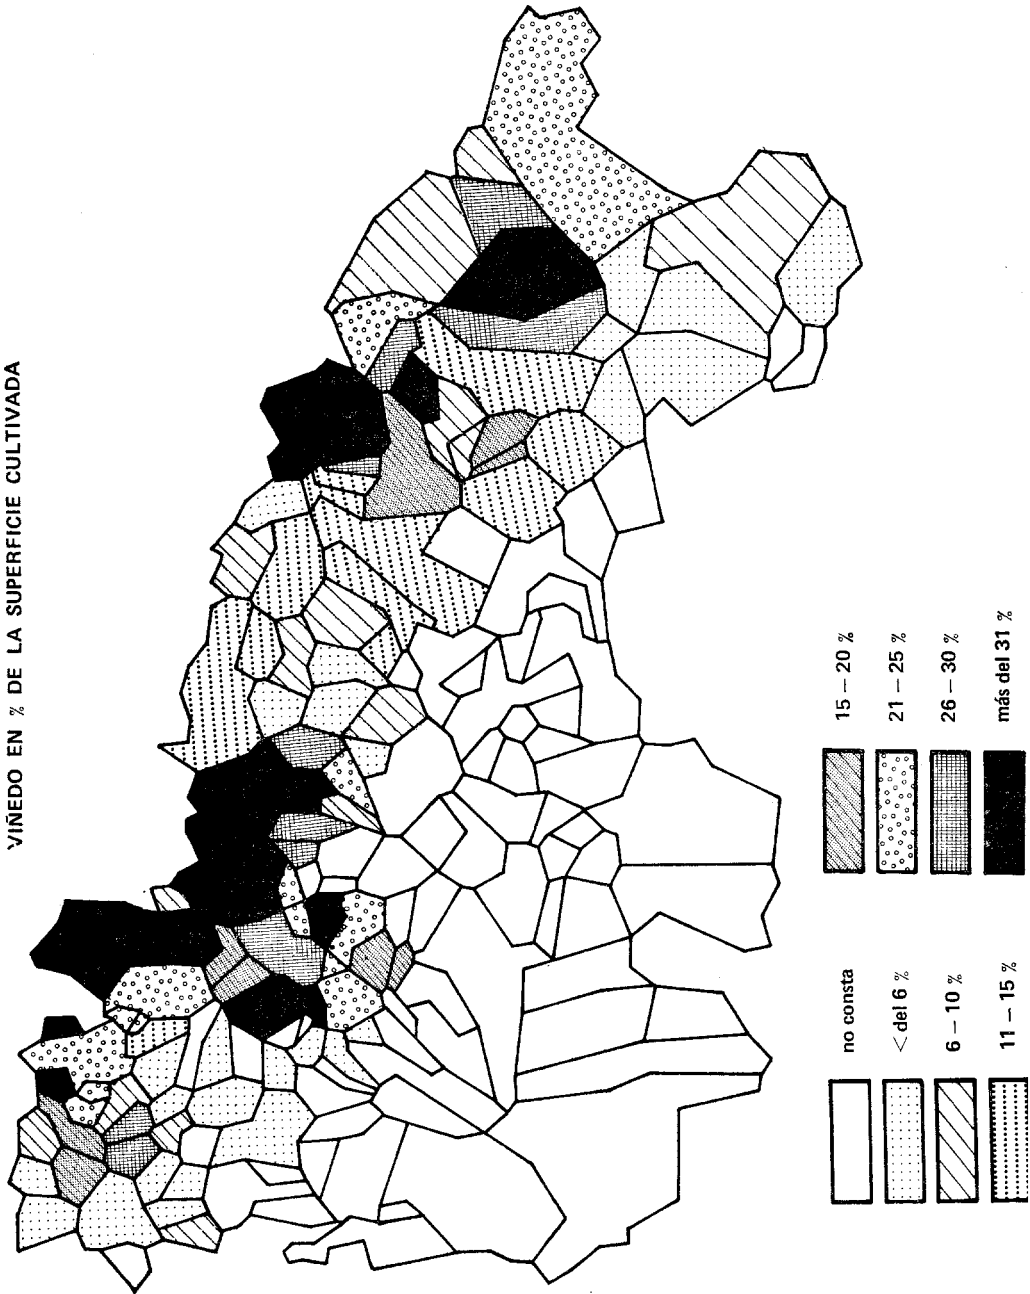 VIÑEDO EN % DE LA SUPERFICIE CULTIVADA
no consta
< del 6 %
6 – 10 %
11 – 15 %
15 – 20 %
21 – 25 %
26 – 30 %
más del 31 %